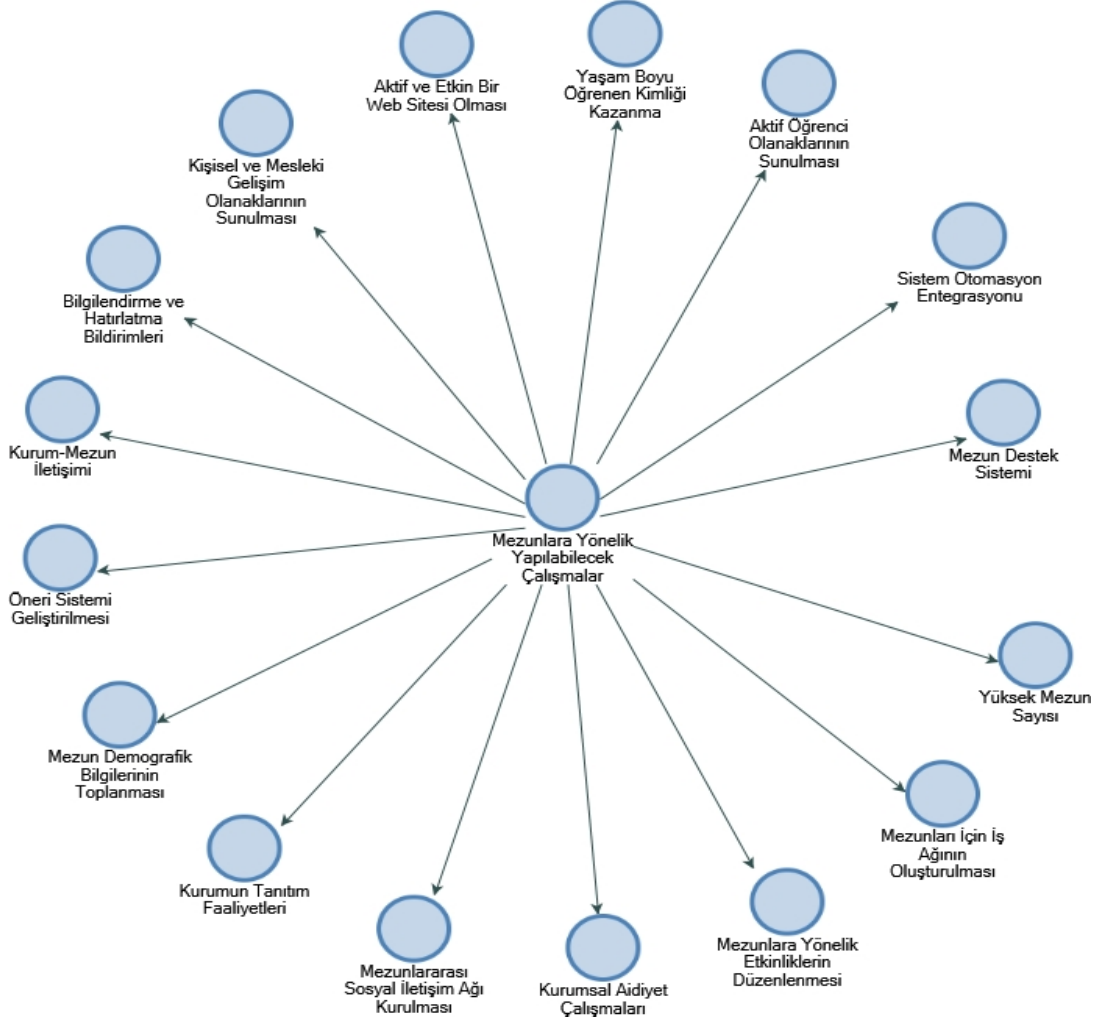 Aktif ve Etkin Bir
Web Sitesi Olması
Yaşam Boyu
Öğrenen Kimliği
Kazanma
Aktif Öğrenci
Olanaklarının
Sunulması
Kişisel ve Mesleki
Gelişim
Olanaklarının
Sunulması
Sistem Otomasyon
Entegrasyonu
Bilgilendirme ve
Hatırlatma
Bildirimleri
Kurum-Mezun
İletişimi
Mezun Destek
Sistemi
Mezunlara Yönelik
Yapılabilecek
Çalışmalar
Öneri Sistemi
Geliştirilmesi
Yüksek Mezun
Sayısı
Mezun Demografik
Bilgilerinin
Toplanması
Mezunları İçin İş
Ağının
Oluşturulması
Kurumun Tanıtım
Faaliyetleri
Mezunlara Yönelik
Etkinliklerin
Düzenlenmesi
Mezunlararası
Sosyal İletişim Ağı
Kurulması
Kurumsal Aidiyet
Çalışmaları